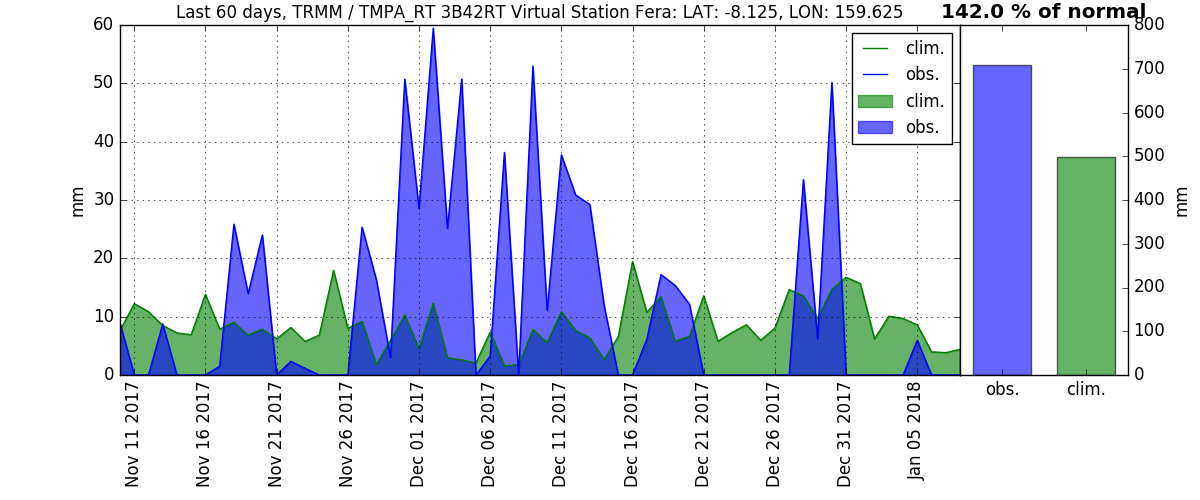 Last 60 days, TRMM / TMPA_RT 3B42RT Virtual Station Fera: LAT: -8.125, LON: 159.625
142.0 % of normal
60
50
40
30
20
10
0
mm
clim.
obs.
clim.
obs.
800
700
600
500
400
300
200
100
0
mm
obs.
clim.
Nov 11 2017
Nov 16 2017
Nov 21 2017
Nov 26 2017
Dec 01 2017
Dec 06 2017
Dec 11 2017
Dec 16 2017
Dec 21 2017
Dec 26 2017
Dec 31 2017
Jan 05 2018